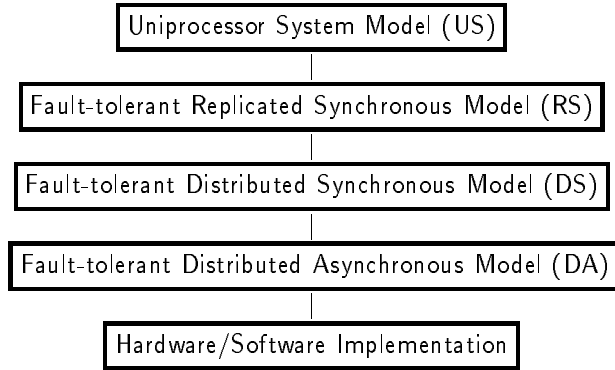 Uniprocessor System Model (US)
Fault-tolerant Replicated Synchronous Model (RS)
Fault-tolerant Distributed Synchronous Model (DS)
Fault-tolerant Distributed Asynchronous Model (DA)
Hardware/Software Implementation